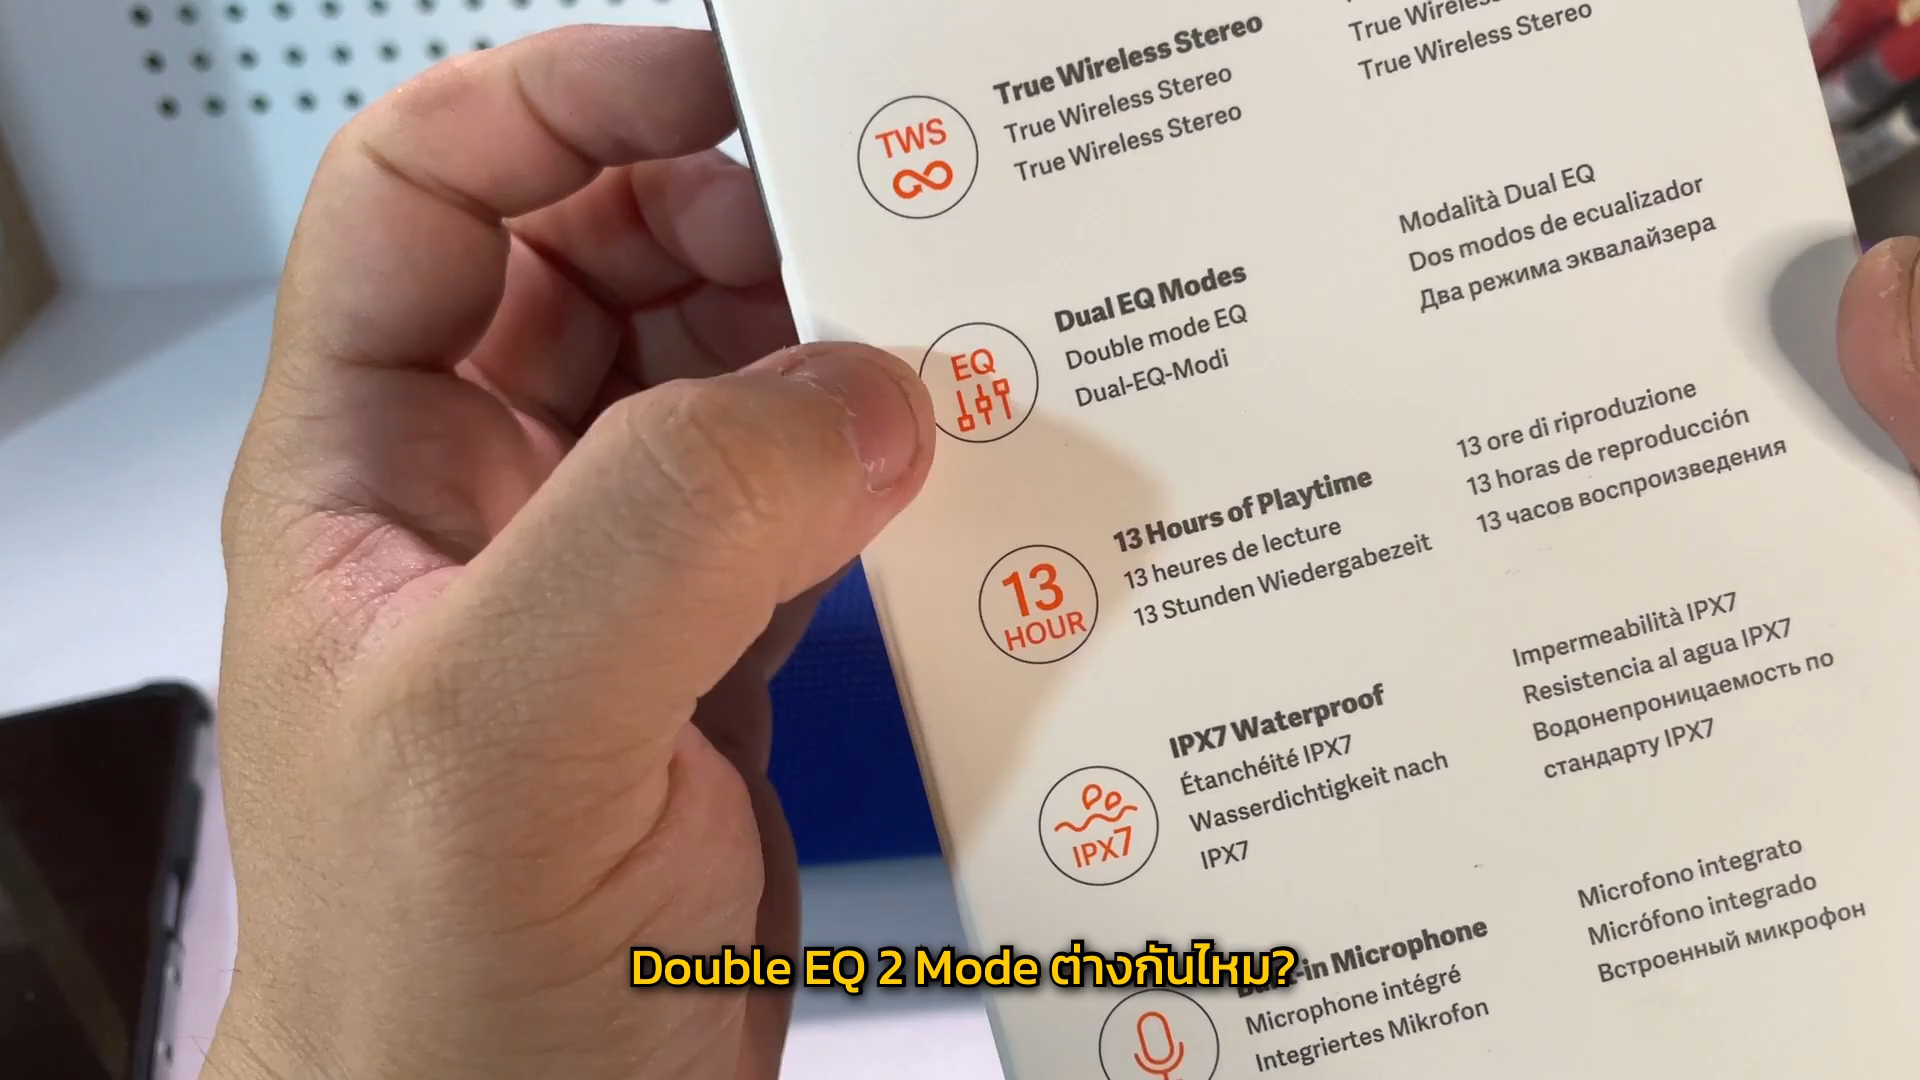 True Wireless Stereo
True Wireless Stereo
True Wireless Stereo
True Wireless Stereo
TWS
Dual EQ Modes
Double mode EQ
Dual-EQ-Modi
Modalità Dual EQ
Dos modos de ecualizador
Два режима эквалайзера
EQ
13 Hours of Playtime
13 heures de lecture
13 Stunden Wiedergabezeit
13 ore di riproduzione
13 horas de reproducción
13 часов воспроизведения
13
HOUR
IPX7 Waterproof
Étanchéité IPX7
Wasserdichtigkeit nach
IPX7
Impermeabilità IPX7
Resistencia al agua IPX7
Водонепроницаемость по
стандарту IPX7
IPX7
-in Microphone
Microphone intégré
Integriertes Mikrofon
Microfono integrato
Micrófono integrado
Встроенный микрофон
Double EQ 2 Mode ต่างกันไหม?